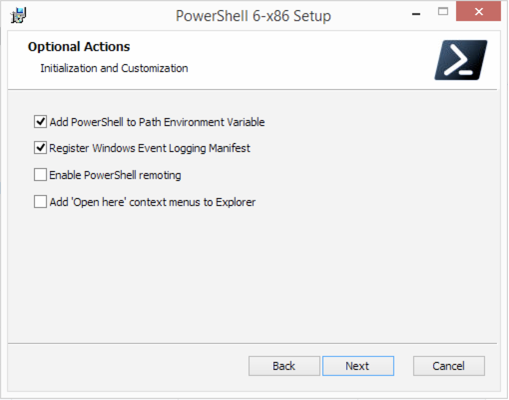 PowerShell 6-x86 Setup
Optional Actions
Initialization and Customization
Add PowerShell to Path Environment Variable
Register Windows Event Logging Manifest
Enable PowerShell remoting
Add 'Open here' context menus to Explorer
Back Next Cancel